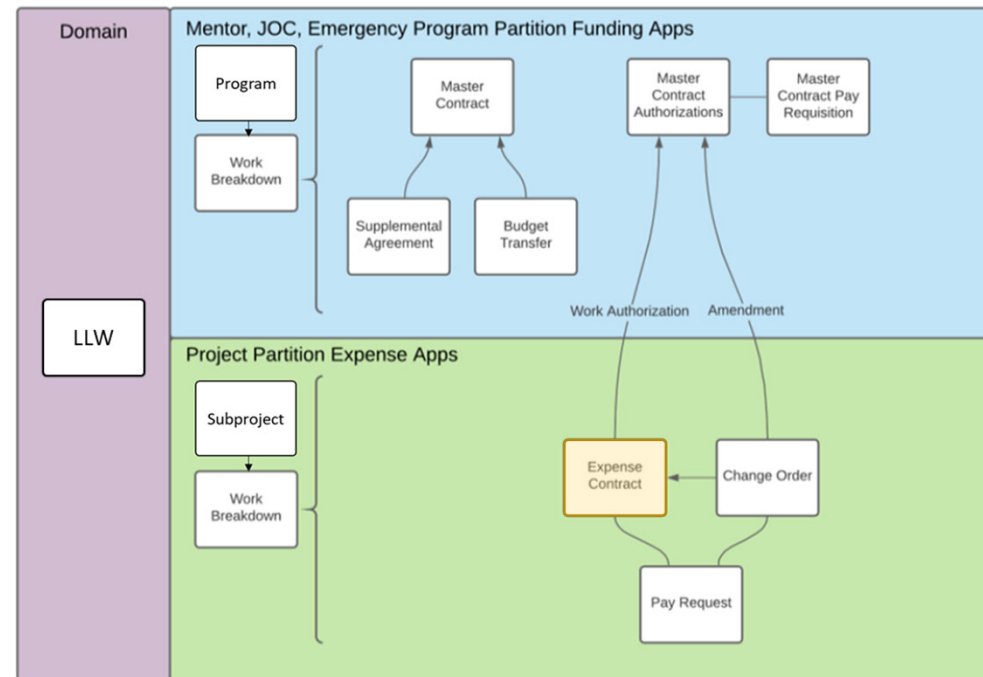 Domain
Mentor, JOC, Emergency Program Partition Funding Apps
Program
Work
Breakdown
Master
Contract
Master
Contract
Authorizations
Master
Contract Pay
Requisition
Supplemental
Agreement
Budget
Transfer
Work Authorization
Amendment
LLW
Project Partition Expense Apps
Subproject
Work
Breakdown
Expense
Contract
Change Order
Pay Request